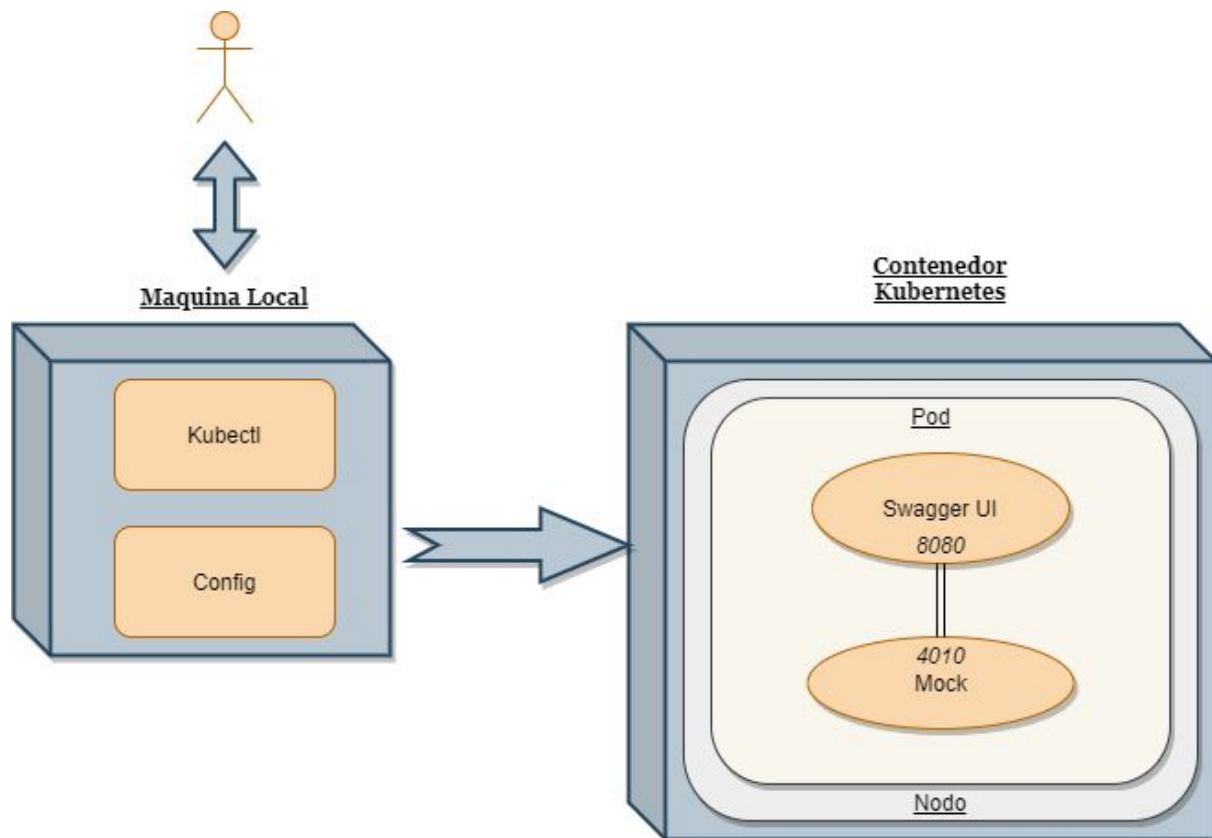 Maquina Local
Kubectl
Config
Contenedor
Kubernetes
Pod
Swagger UI
8080
4010
Mock
Nodo